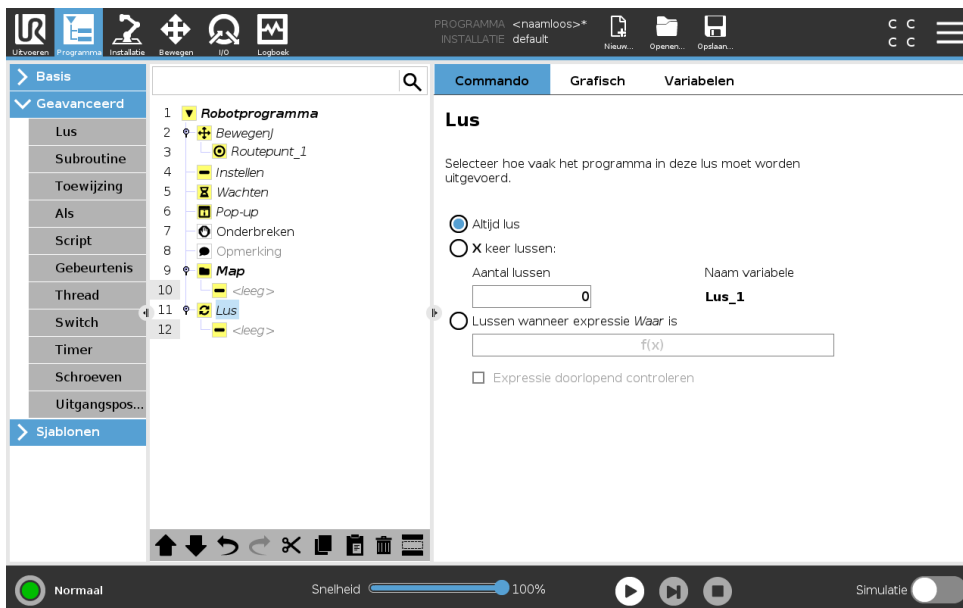 UR
Uitvoeren
Programma
Installatie
Bewegen
I/O
Logboek
PROGRAMMA <naamloos>*
INSTALLATIE default
Nieuw...
Openen...
Opslaan...
C C
C C
Basis
Geavanceerd
Lus
Subroutine
Toewijzing
Als
Script
Gebeurtenis
Thread
Switch
Timer
Schroeven
Uitgangspos...
Sjablonen
1 Robotprogramma
2 BewegenJ
3 Routepunt_1
4 Instellen
5 Wachten
6 Pop-up
7 Onderbreken
8 Opmerking
9 Map
10 <leeg>
11 Lus
12 <leeg>
Commando Grafisch Variabelen
Lus
Selecteer hoe vaak het programma in deze lus moet worden
uitgevoerd.
Altijd lus
X keer lussen:
Aantal lussen Naam variabele
0 Lus_1
Lussen wanneer expressie Waar is
f(x)
Expressie doorlopend controleren
Normaal
Snelheid 100%
Simulatie